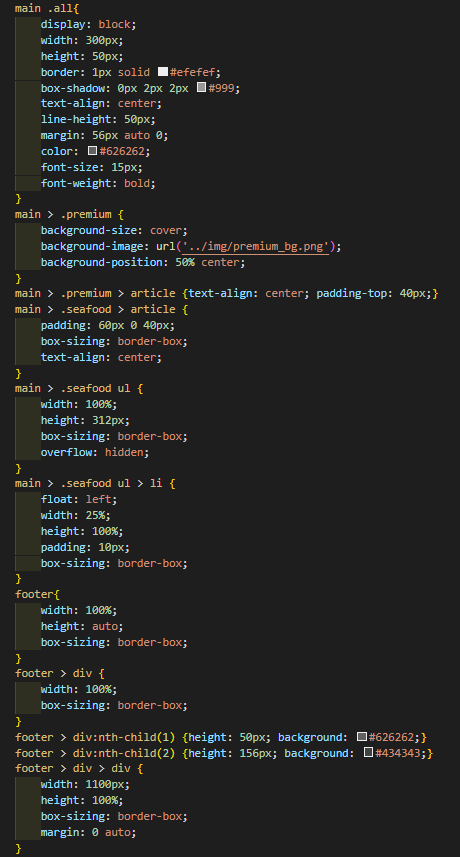 main .all{
display: block;
width: 300px;
height: 50px;
border: 1px solid #efefef;
box-shadow: 0px 2px 2px #999;
text-align: center;
line-height: 50px;
margin: 56px auto 0;
color: #626262;
font-size: 15px;
font-weight: bold;
}
main > .premium {
background-size: cover;
background-image: url('../img/premium_bg.png');
background-position: 50% center;
}
main > .premium > article {text-align: center; padding-top: 40px;}
main > .seafood > article {
padding: 60px 0 40px;
box-sizing: border-box;
text-align: center;
}
main > .seafood ul {
width: 100%;
height: 312px;
box-sizing: border-box;
overflow: hidden;
}
main > .seafood ul > li {
float: left;
width: 25%;
height: 100%;
padding: 10px;
box-sizing: border-box;
}
footer{
width: 100%;
height: auto;
box-sizing: border-box;
}
footer > div {
width: 100%;
box-sizing: border-box;
}
footer > div:nth-child(1) {height: 50px; background: #626262;}
footer > div:nth-child(2) {height: 156px; background: #434343;}
footer > div > div {
width: 1100px;
height: 100%;
box-sizing: border-box;
margin: 0 auto;
}